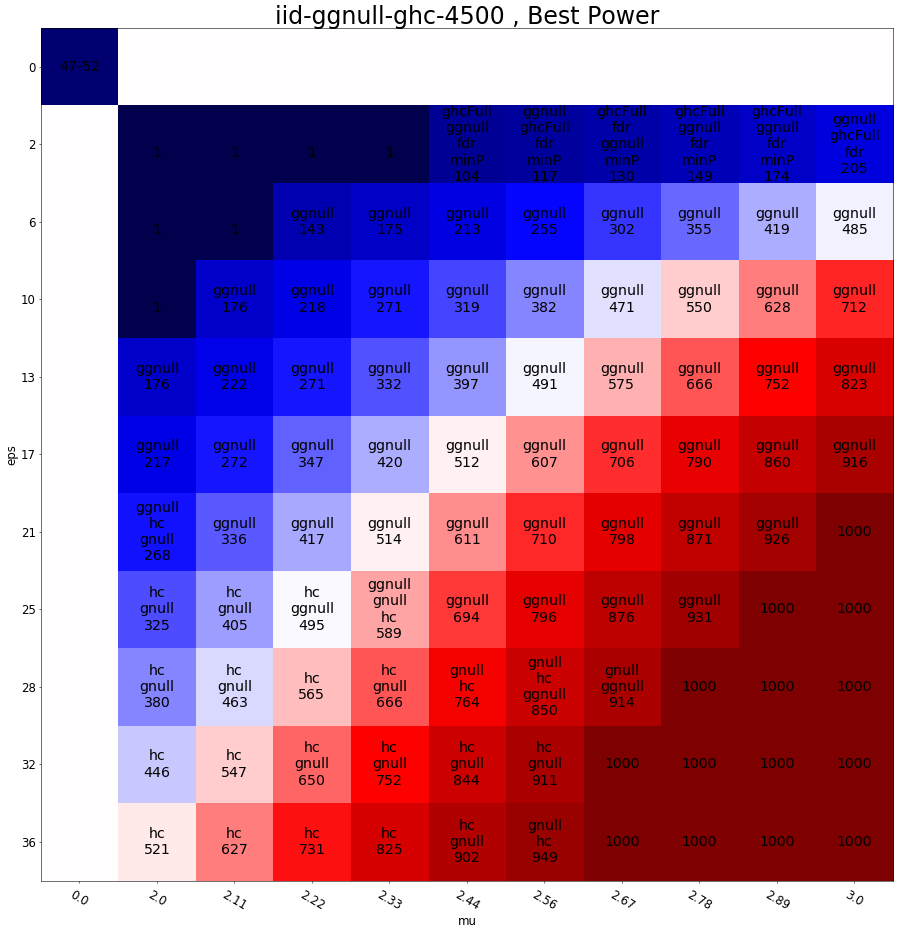 iid-ggnull-ghc-4500 , Best Power
0
47-52
2
1
1
1
1
ghcFull
ggnull
fdr
minP
104
ggnull
ghcFull
fdr
minP
117
ghcFull
fdr
ggnull
minP
130
ghcFull
ggnull
fdr
minP
149
ghcFull
ggnull
fdr
minP
174
ggnull
ghcFull
fdr
205
6
1
1
ggnull
143
ggnull
175
ggnull
213
ggnull
255
ggnull
302
ggnull
355
ggnull
419
ggnull
485
10
1
ggnull
176
ggnull
218
ggnull
271
ggnull
319
ggnull
382
ggnull
471
ggnull
550
ggnull
628
ggnull
712
13
ggnull
176
ggnull
222
ggnull
271
ggnull
332
ggnull
397
ggnull
491
ggnull
575
ggnull
666
ggnull
752
ggnull
823
eps
17
ggnull
217
ggnull
272
ggnull
347
ggnull
420
ggnull
512
ggnull
607
ggnull
706
ggnull
790
ggnull
860
ggnull
916
21
ggnull
hc
gnull
268
ggnull
336
ggnull
417
ggnull
514
ggnull
611
ggnull
710
ggnull
798
ggnull
871
ggnull
926
1000
25
hc
gnull
325
hc
gnull
405
hc
ggnull
495
ggnull
gnull
hc
589
ggnull
694
ggnull
796
ggnull
876
ggnull
931
1000
1000
28
hc
gnull
380
hc
gnull
463
hc
565
hc
gnull
666
gnull
hc
764
gnull
hc
ggnull
850
gnull
ggnull
914
1000
1000
1000
32
hc
446
hc
547
hc
gnull
650
hc
gnull
752
hc
gnull
844
hc
gnull
911
1000
1000
1000
1000
36
hc
521
hc
627
hc
731
hc
825
hc
gnull
902
gnull
hc
949
1000
1000
1000
1000
0.0
2.0
2.11
2.22
2.33
2.44
2.56
2.67
2.78
2.89
3.0
mu